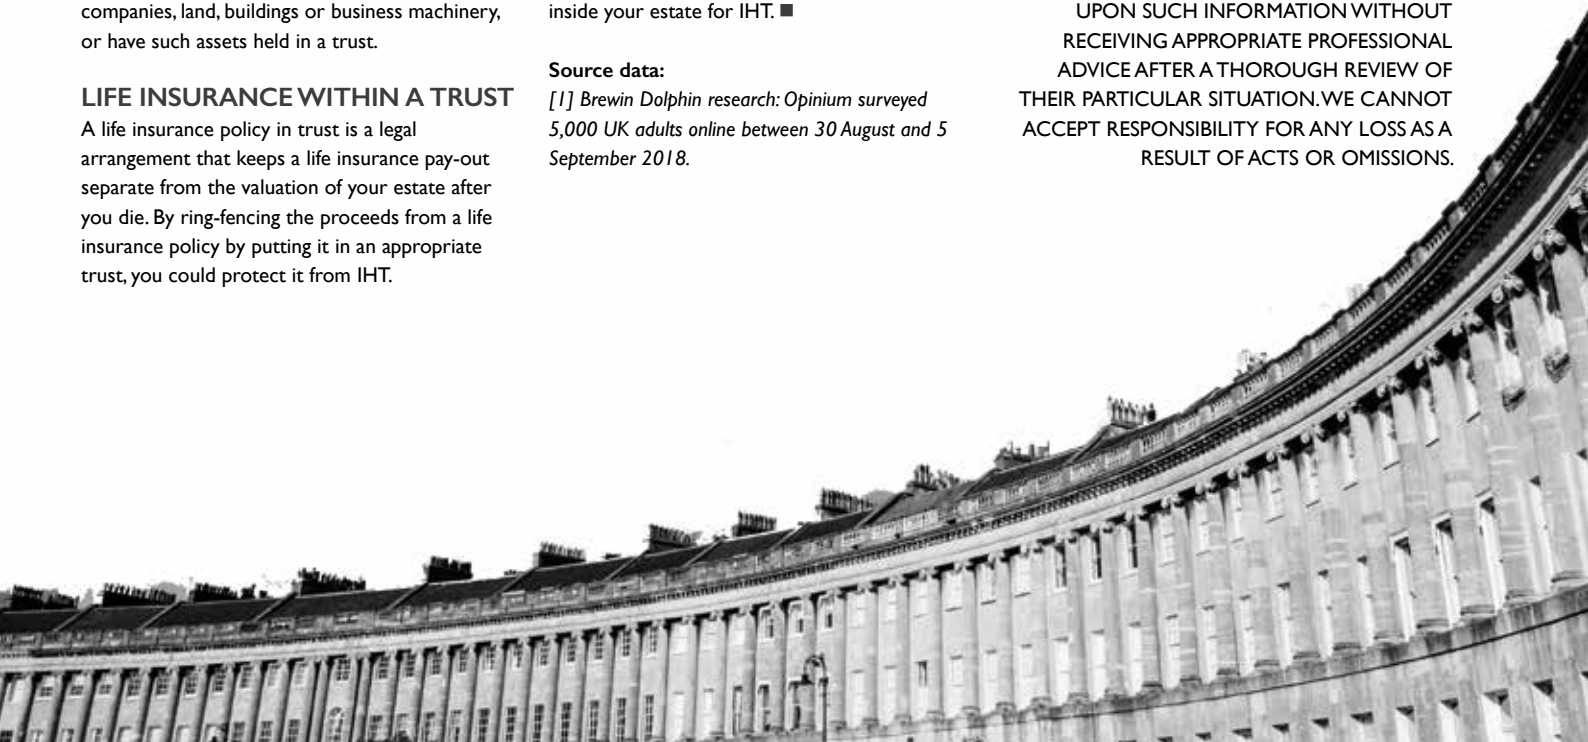 companies, land, buildings or business machinery,
or have such assets held in a trust.
LIFE INSURANCE WITHIN A TRUST
A life insurance policy in trust is a legal
arrangement that keeps a life insurance pay-out
separate from the valuation of your estate after
you die. By ring-fencing the proceeds from a life
insurance policy by putting it in an appropriate
trust, you could protect it from IHT.
inside your estate for IHT. ■
Source data:
[1] Brewin Dolphin research: Opinium surveyed
5,000 UK adults online between 30 August and 5
September 2018.
UPON SUCH INFORMATION WITHOUT
RECEIVING APPROPRIATE PROFESSIONAL
ADVICE AFTER A THOROUGH REVIEW OF
THEIR PARTICULAR SITUATION. WE CANNOT
ACCEPT RESPONSIBILITY FOR ANY LOSS AS A
RESULT OF ACTS OR OMISSIONS.